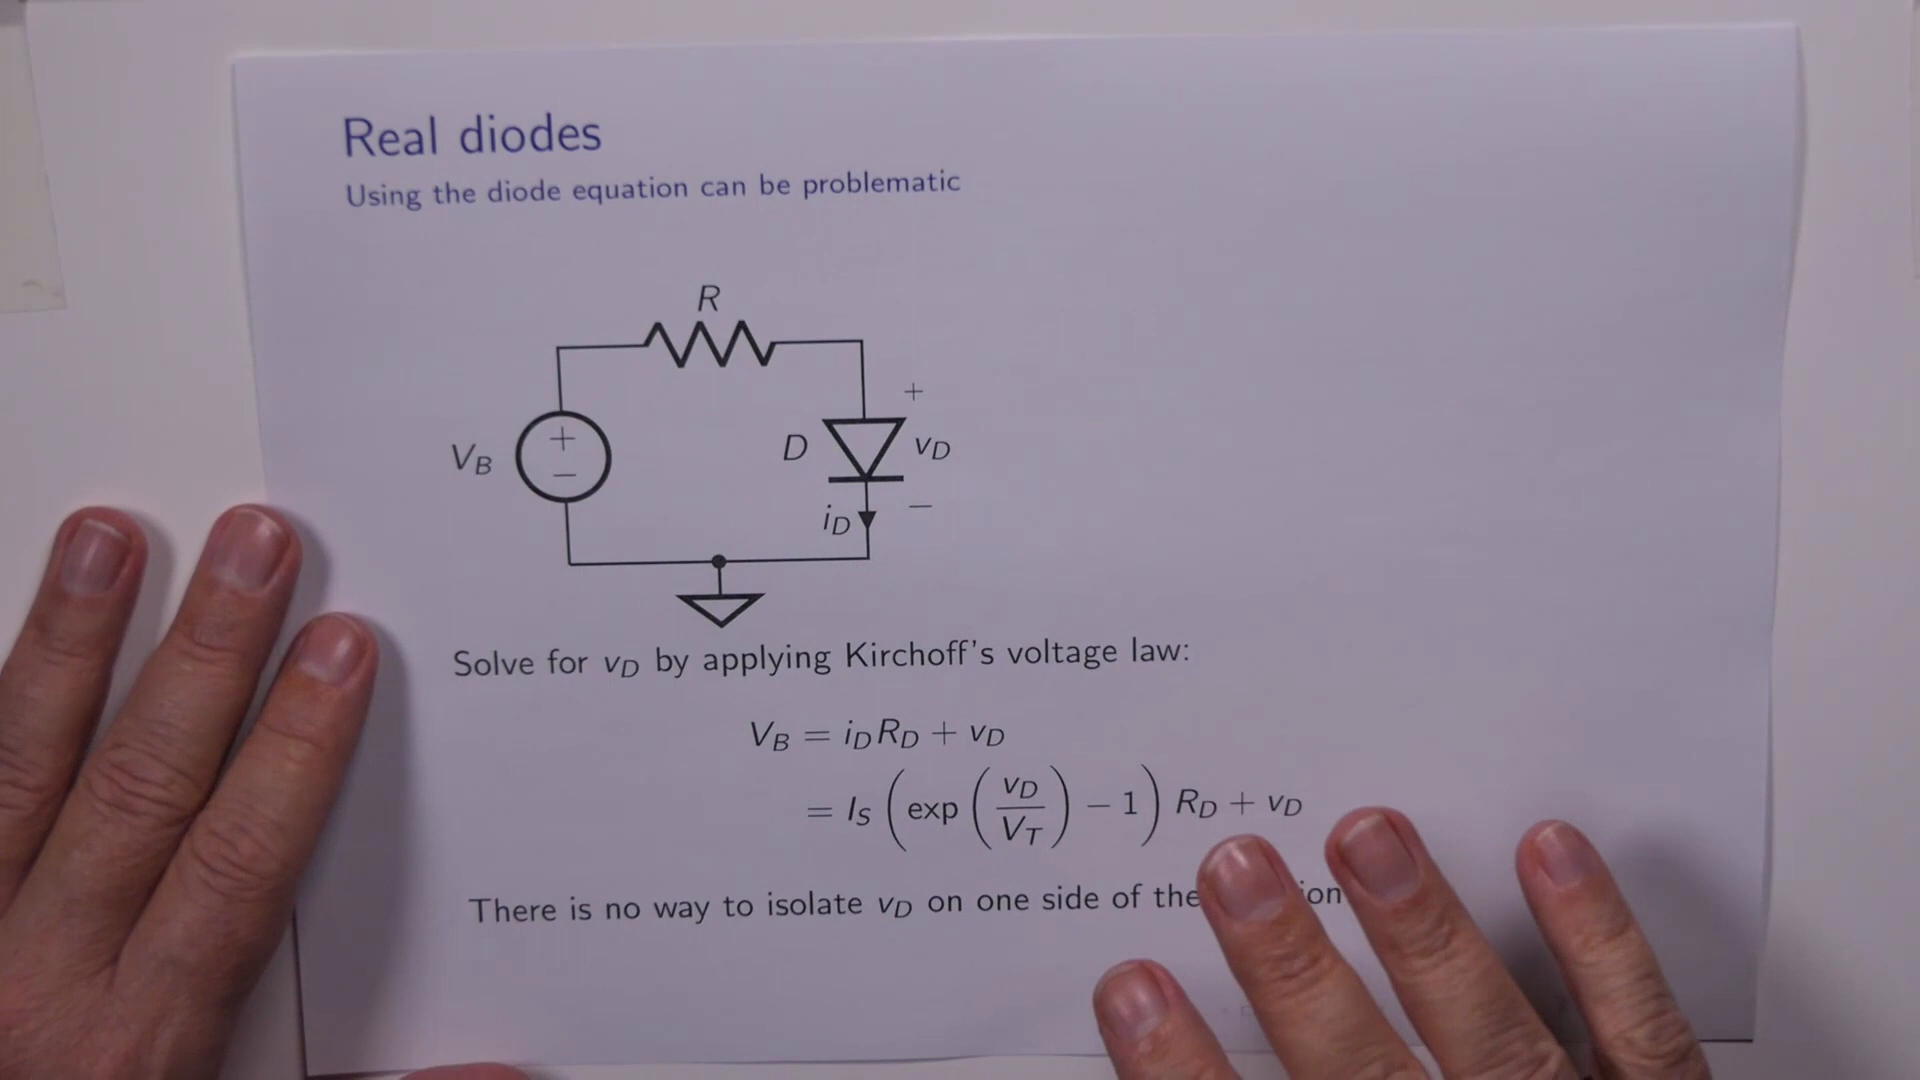 Real diodes
Using the diode equation can be problematic
R
+
V_B
+
−
D
v_D
i_D
−
Solve for v_D by applying Kirchoff's voltage law:
V_B = i_D R_D + v_D
= I_S (exp(v_D/V_T) − 1) R_D + v_D
There is no way to isolate v_D on one side of the